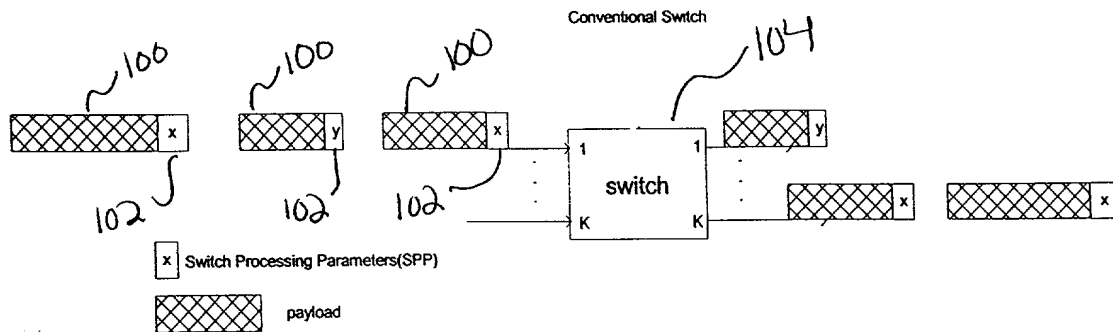 Conventional Switch
100
100
100
104
x
y
x
y
1
1
switch
102
102
102
K
K
x
x
x Switch Processing Parameters(SPP)
payload